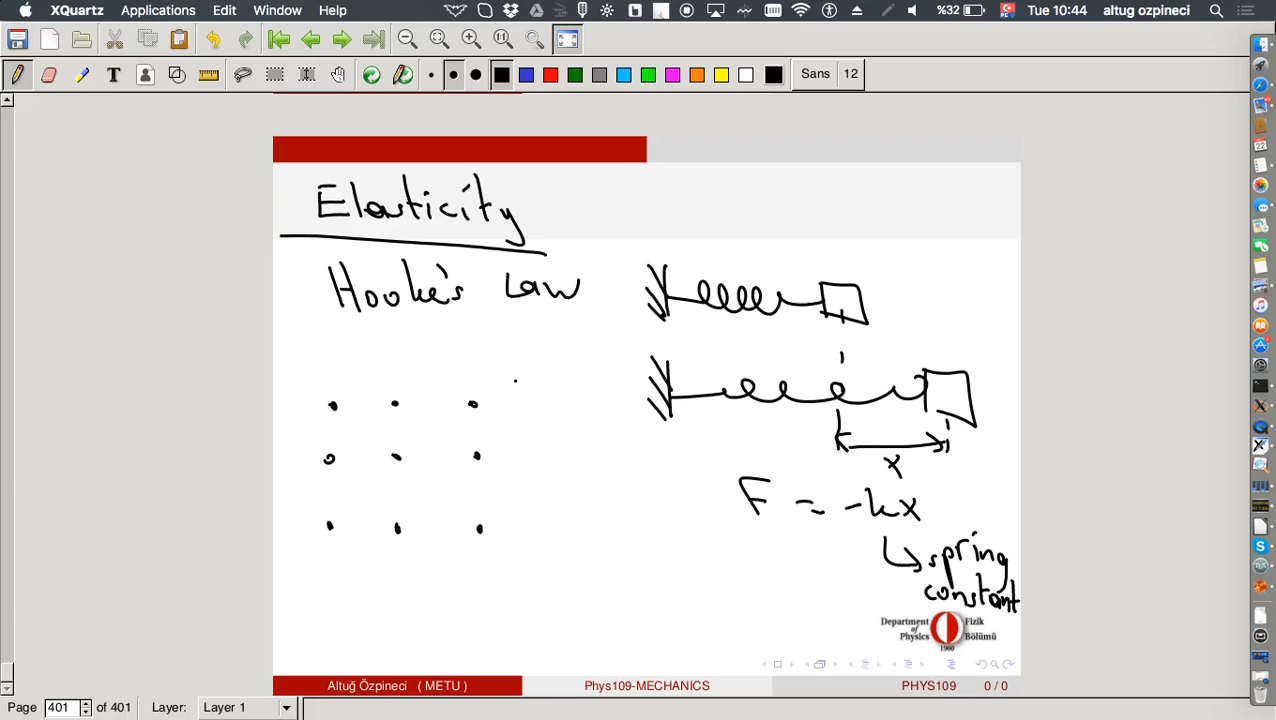 XQuartz Applications Edit Window Help %32 Tue 10:44 altug ozpineci
Sans 12
Elasticity
Hooke's Law
x
F = -kx
spring
constant
Department of Physics Fizik Bölümü
1960
Altuğ Özpineci ( METU ) Phys109-MECHANICS PHYS109 0 / 0
Page 401 of 401 Layer: Layer 1